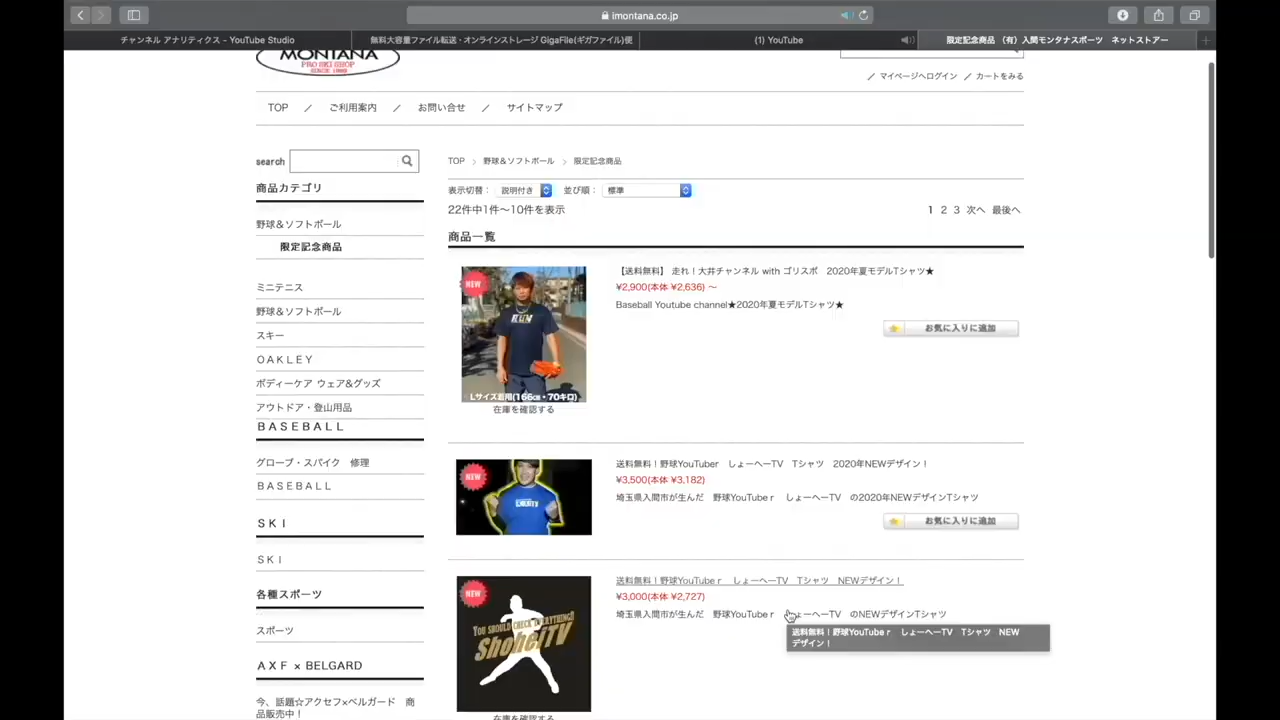 imontana.co.jp
チャンネル アナリティクス - YouTube Studio
無料大容量ファイル転送・オンラインストレージ GigaFile(ギガファイル)便
(1) YouTube
限定記念商品 （有）入間モンタナスポーツ ネットストアー
MONTANA
PRO SKI SHOP
SINCE 1983
／ マイページへログイン ／ カートをみる
TOP ／ ご利用案内 ／ お問い合せ ／ サイトマップ
search
商品カテゴリ
野球＆ソフトボール
限定記念商品
ミニテニス
野球＆ソフトボール
スキー
ＯＡＫＬＥＹ
ボディーケア ウェア&グッズ
アウトドア・登山用品
ＢＡＳＥＢＡＬＬ
グローブ・スパイク 修理
ＢＡＳＥＢＡＬＬ
ＳＫＩ
ＳＫＩ
各種スポーツ
スポーツ
ＡＸＦ × BELGARD
今、話題☆アクセフ×ベルガード 商
品販売中！
TOP > 野球＆ソフトボール > 限定記念商品
表示切替： 説明付き 並び順： 標準
22件中1件～10件を表示
1 2 3 次へ 最後へ
商品一覧
NEW
RUN
Lサイズ着用(166㎝・70キロ)
在庫を確認する
【送料無料】 走れ！大井チャンネル with ゴリスポ 2020年夏モデルTシャツ★
¥2,900(本体 ¥2,636) ～
Baseball Youtube channel★2020年夏モデルTシャツ★
お気に入りに追加
NEW
送料無料！野球YouTuber しょーへーTV Tシャツ 2020年NEWデザイン！
¥3,500(本体 ¥3,182)
埼玉県入間市が生んだ 野球YouTubeｒ しょーへーTV の2020年NEWデザインTシャツ
お気に入りに追加
NEW
YOU SHOULD CHECK EVERYTHING!!
ShoheiTV
在庫を確認する
送料無料！野球YouTubeｒ しょーへーTV Tシャツ NEWデザイン！
¥3,000(本体 ¥2,727)
埼玉県入間市が生んだ 野球YouTubeｒ しょーへーTV のNEWデザインTシャツ
送料無料！野球YouTubeｒ しょーへーTV Tシャツ NEW
デザイン！